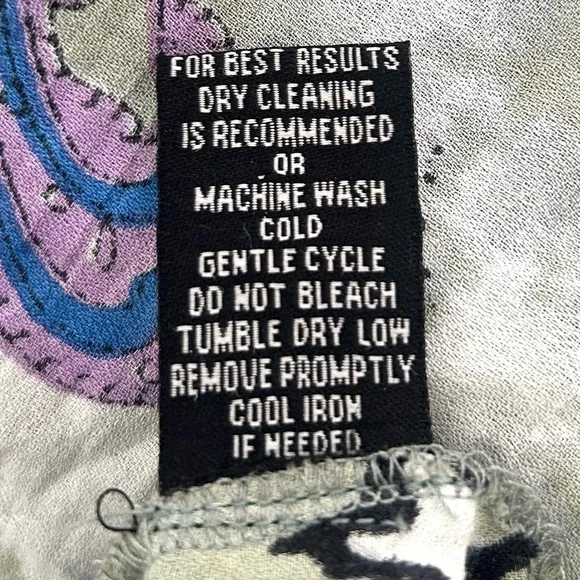 FOR BEST RESULTS
DRY CLEANING
IS RECOMMENDED
OR
MACHINE WASH
COLD
GENTLE CYCLE
DO NOT BLEACH
TUMBLE DRY LOW
REMOVE PROMPTLY
COOL IRON
IF NEEDED